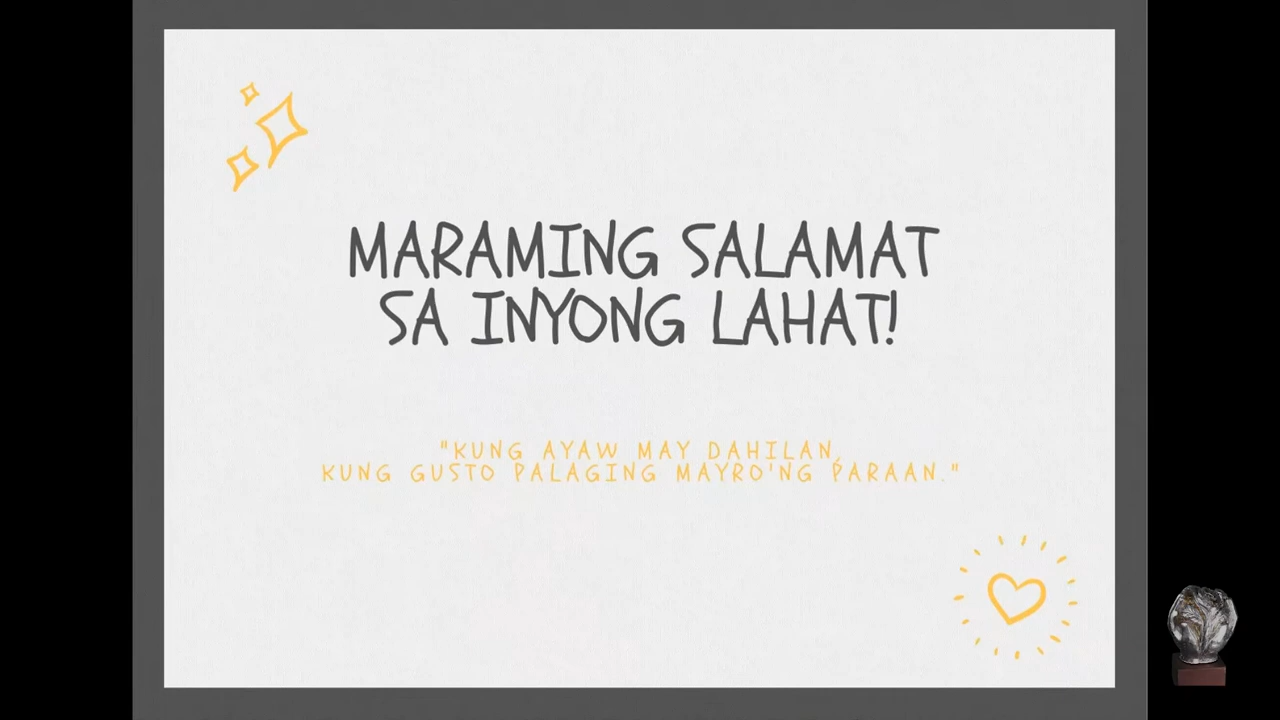 MARAMING SALAMAT
SA INYONG LAHAT!
"KUNG AYAW MAY DAHILAN,
KUNG GUSTO PALAGING MAYRO'NG PARAAN."